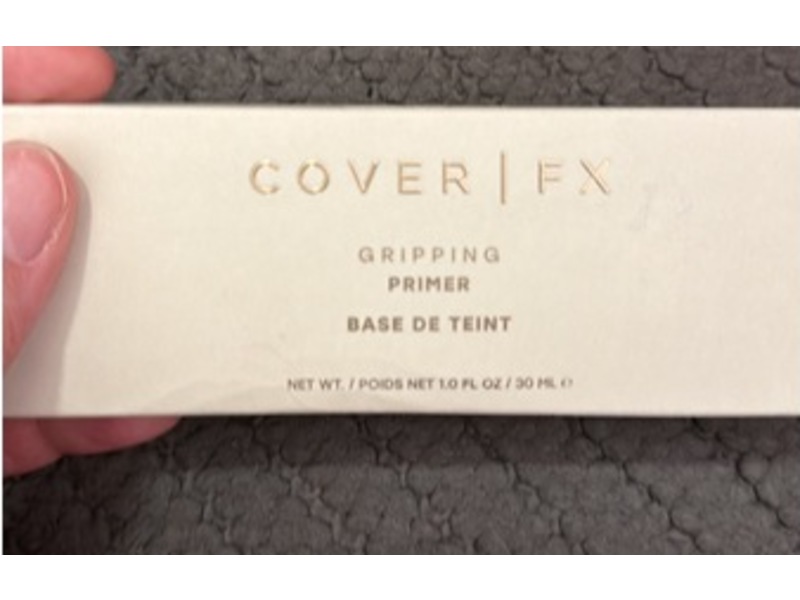 COVER | FX
GRIPPING
PRIMER
BASE DE TEINT
NET WT. / POIDS NET 1.0 FL OZ / 30 ML ℮